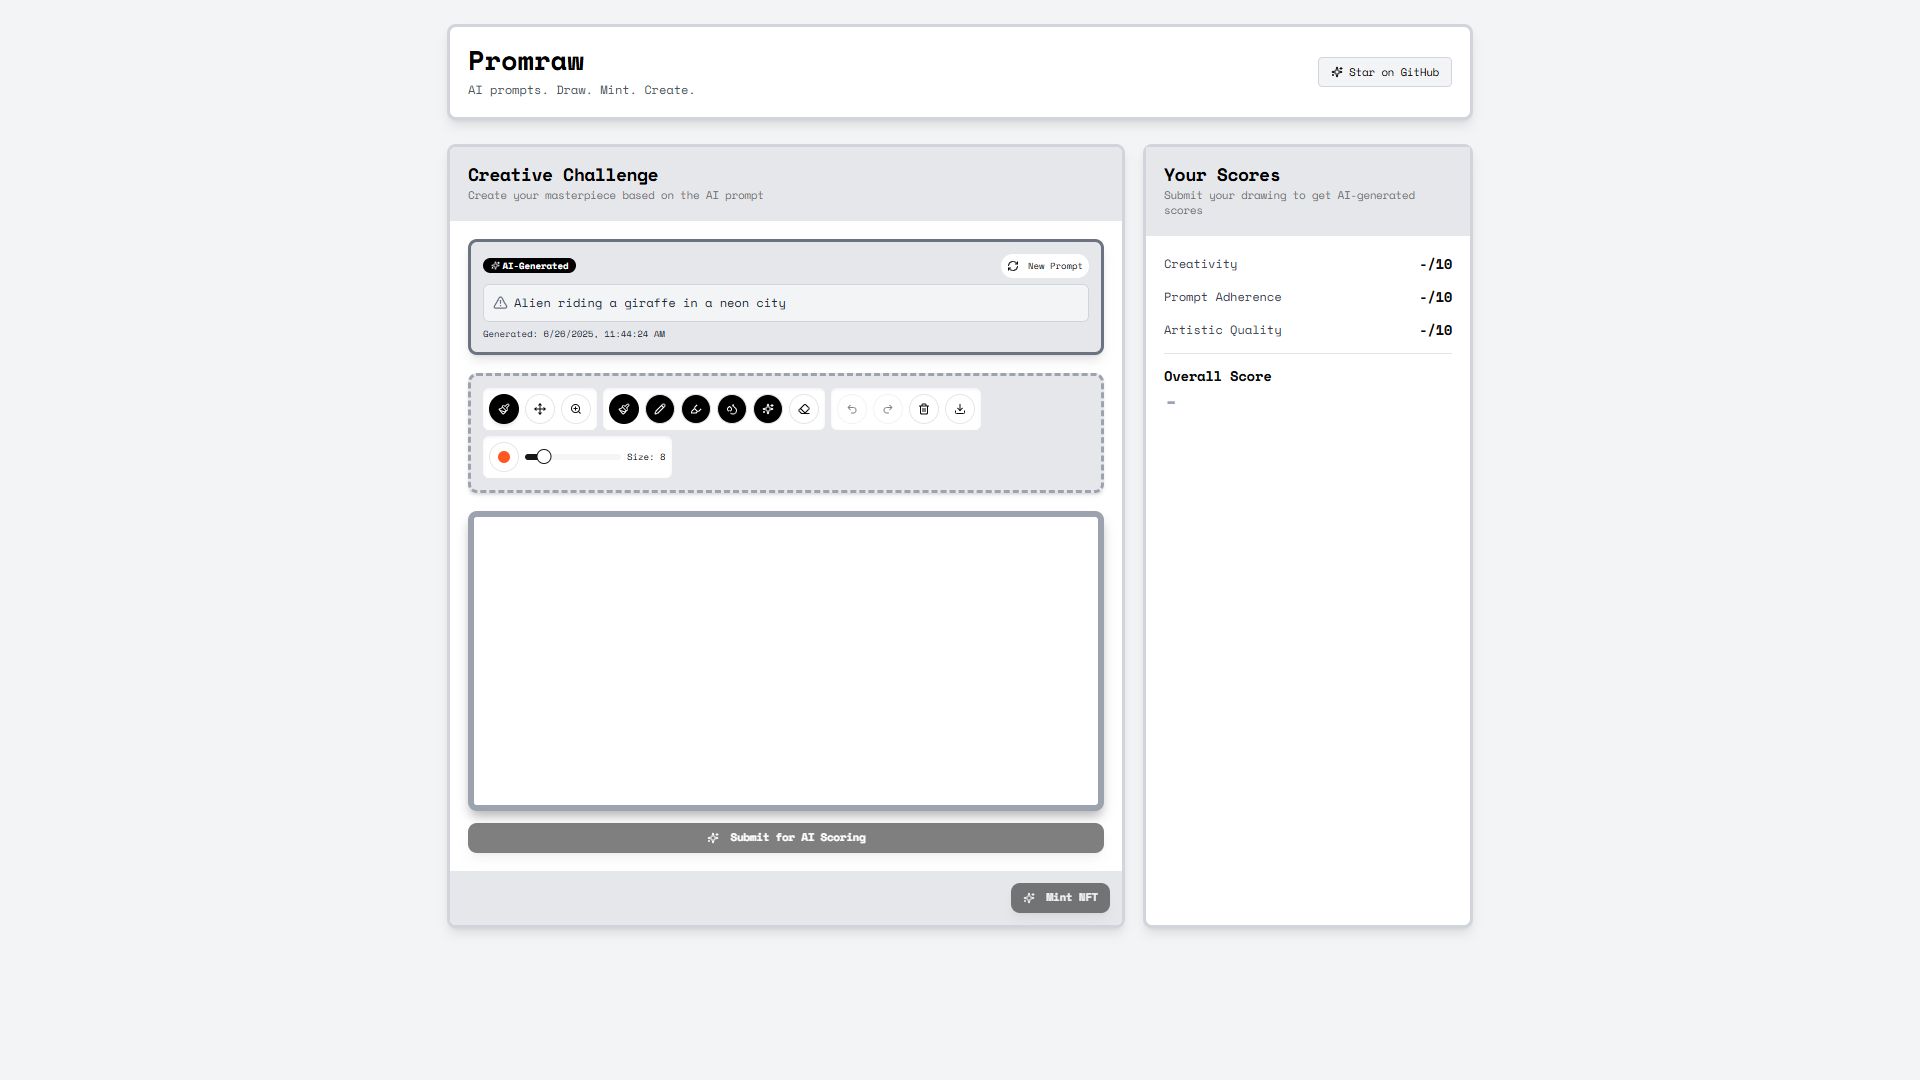 Promraw
AI prompts. Draw. Mint. Create.
Star on GitHub
Creative Challenge
Create your masterpiece based on the AI prompt
AI-Generated
New Prompt
Alien riding a giraffe in a neon city
Generated: 6/26/2025, 11:44:24 AM
Size: 8
Submit for AI Scoring
Mint NFT
Your Scores
Submit your drawing to get AI-generated
scores
Creativity -/10
Prompt Adherence -/10
Artistic Quality -/10
Overall Score
-